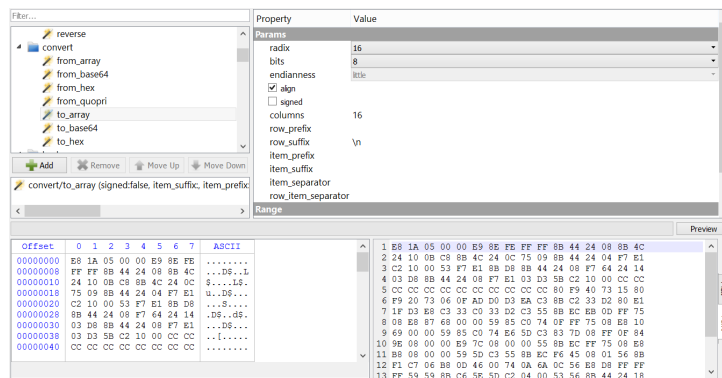 Filter...
reverse
convert
from_array
from_base64
from_hex
from_quopri
to_array
to_base64
to_hex
Add Remove Move Up Move Down
convert/to_array (signed:false, item_suffix:, item_prefix:
Property Value
Params
radix 16
bits 8
endianness little
align
signed
columns 16
row_prefix
row_suffix \n
item_prefix
item_suffix
item_separator
row_item_separator
Range
Preview
Offset 0 1 2 3 4 5 6 7 ASCII
00000000 E8 1A 05 00 00 E9 8E FE ........
00000008 FF FF 8B 44 24 08 8B 4C ...D$..L
00000010 24 10 0B C8 8B 4C 24 0C $....L$.
00000018 75 09 8B 44 24 04 F7 E1 u..D$...
00000020 C2 10 00 53 F7 E1 8B D8 ...S....
00000028 8B 44 24 08 F7 64 24 14 .D$..d$.
00000030 03 D8 8B 44 24 08 F7 E1 ...D$...
00000038 03 D3 5B C2 10 00 CC CC ..[.....
00000040 CC CC CC CC CC CC CC CC ........
1 E8 1A 05 00 00 E9 8E FE FF FF 8B 44 24 08 8B 4C
2 24 10 0B C8 8B 4C 24 0C 75 09 8B 44 24 04 F7 E1
3 C2 10 00 53 F7 E1 8B D8 8B 44 24 08 F7 64 24 14
4 03 D8 8B 44 24 08 F7 E1 03 D3 5B C2 10 00 CC CC
5 CC CC CC CC CC CC CC CC CC CC 80 F9 40 73 15 80
6 F9 20 73 06 0F AD D0 D3 EA C3 8B C2 33 D2 80 E1
7 1F D3 E8 C3 33 C0 33 D2 C3 55 8B EC EB 0D FF 75
8 08 E8 87 68 00 00 59 85 C0 74 0F FF 75 08 E8 10
9 69 00 00 59 85 C0 74 E6 5D C3 83 7D 08 FF 0F 84
10 9E 08 00 00 E9 7C 08 00 00 55 8B EC FF 75 08 E8
11 B8 08 00 00 59 5D C3 55 8B EC F6 45 08 01 56 8B
12 F1 C7 06 B8 0D 46 00 74 0A 6A 0C 56 E8 D8 FF FF
13 FF 59 59 8B C6 5E 5D C2 04 00 53 56 8B 44 24 18